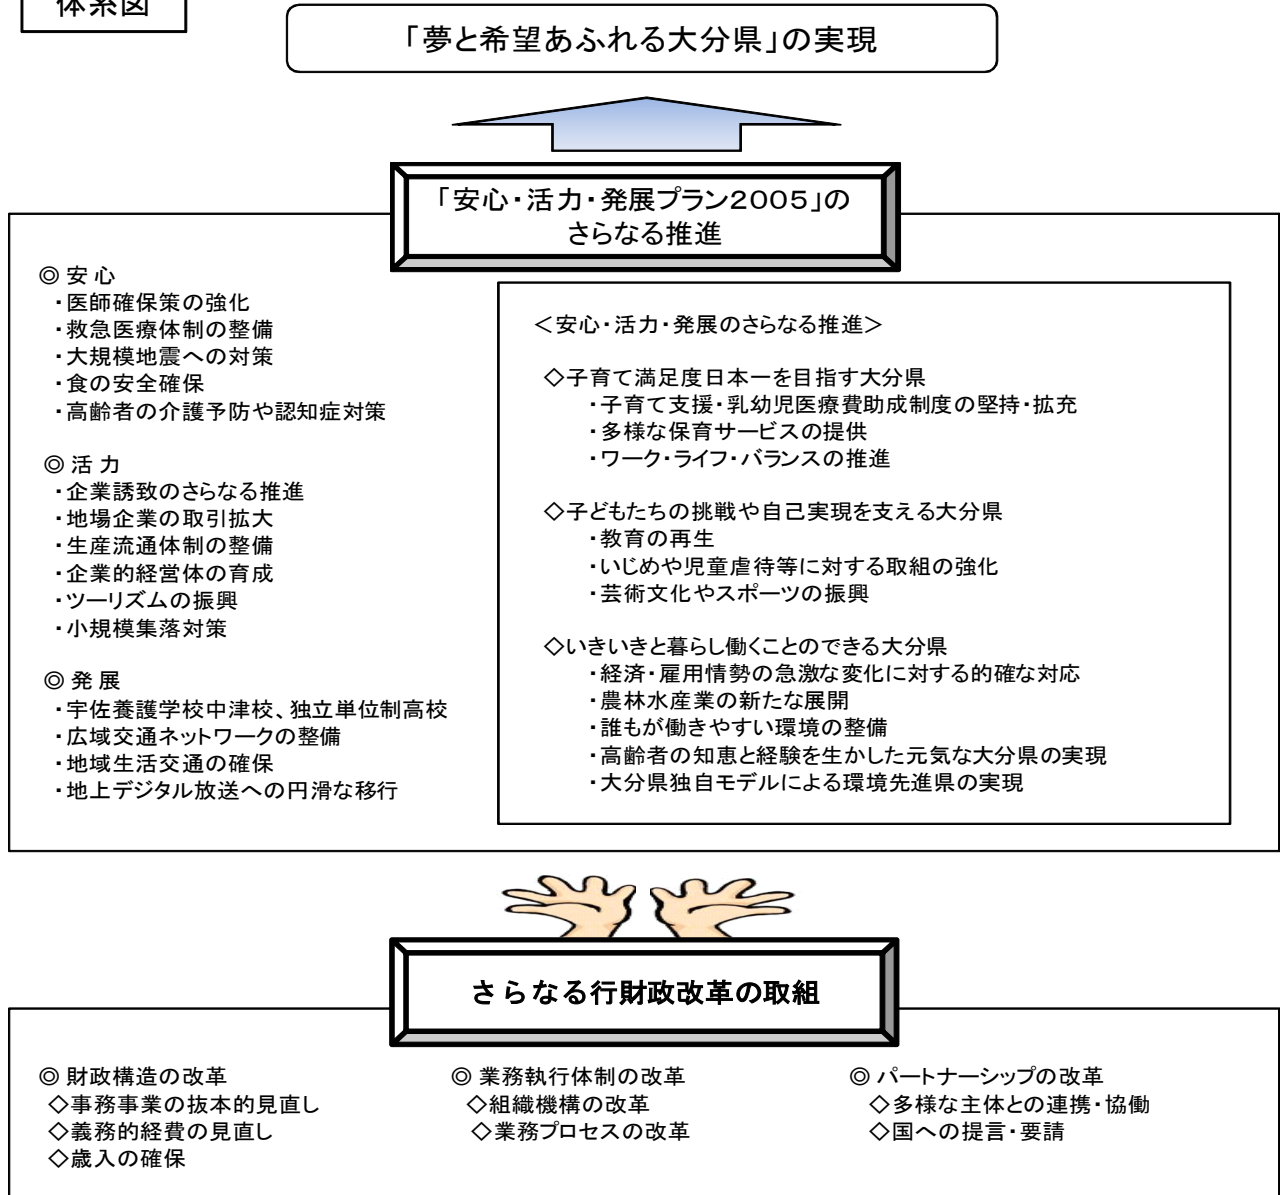 体系図
「夢と希望あふれる大分県」の実現
「安心・活力・発展プラン2005」の
さらなる推進
◎ 安 心
・医師確保策の強化
・救急医療体制の整備
・大規模地震への対策
・食の安全確保
・高齢者の介護予防や認知症対策
◎ 活 力
・企業誘致のさらなる推進
・地場企業の取引拡大
・生産流通体制の整備
・企業的経営体の育成
・ツーリズムの振興
・小規模集落対策
◎ 発 展
・宇佐養護学校中津校、独立単位制高校
・広域交通ネットワークの整備
・地域生活交通の確保
・地上デジタル放送への円滑な移行
＜安心・活力・発展のさらなる推進＞
◇子育て満足度日本一を目指す大分県
・子育て支援・乳幼児医療費助成制度の堅持・拡充
・多様な保育サービスの提供
・ワーク・ライフ・バランスの推進
◇子どもたちの挑戦や自己実現を支える大分県
・教育の再生
・いじめや児童虐待等に対する取組の強化
・芸術文化やスポーツの振興
◇いきいきと暮らし働くことのできる大分県
・経済・雇用情勢の急激な変化に対する的確な対応
・農林水産業の新たな展開
・誰もが働きやすい環境の整備
・高齢者の知恵と経験を生かした元気な大分県の実現
・大分県独自モデルによる環境先進県の実現
さらなる行財政改革の取組
◎ 財政構造の改革
◇事務事業の抜本的見直し
◇義務的経費の見直し
◇歳入の確保
◎ 業務執行体制の改革
◇組織機構の改革
◇業務プロセスの改革
◎ パートナーシップの改革
◇多様な主体との連携・協働
◇国への提言・要請